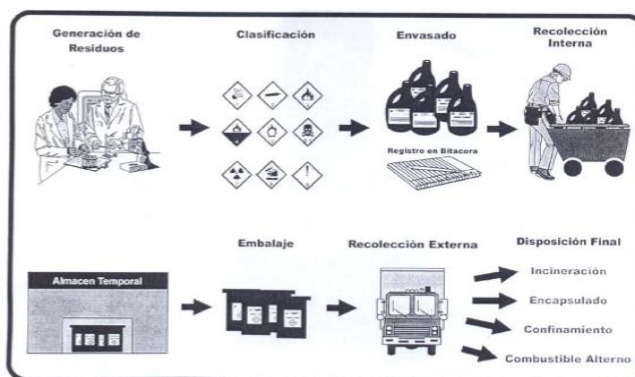 Generación de
Residuos
Clasificación
Envasado
Recolección
Interna
Registro en Bitacora
Almacen Temporal
Embalaje
Recolección Externa
Disposición Final
Incineración
Encapsulado
Confinamiento
Combustible Alterno